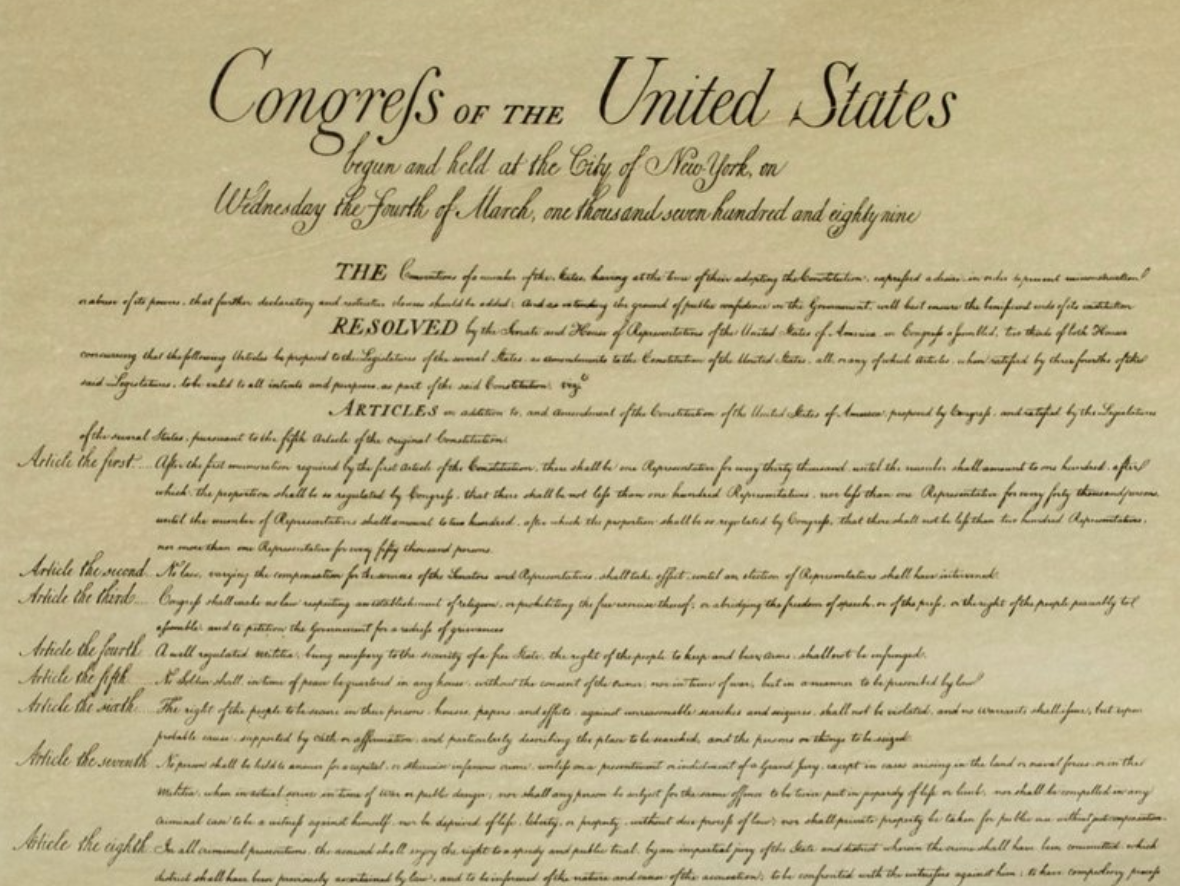 Congreſs OF THE United States
begun and held at the City of New-York, on
Wednesday the Fourth of March, one thousand seven hundred and eighty nine
THE Conventions of a number of the States, having at the time of their adopting the Constitution, expreſsed a desire, in order to prevent misconstruction
or abuse of its powers, that further declaratory and restrictive clauses should be added: And as extending the ground of public confidence in the Government, will best ensure the beneficent ends of its institution
RESOLVED by the Senate and House of Representatives of the United States of America, in Congreſs aſsembled, two thirds of both Houses
concurring that the following Articles be proposed to the Legislatures of the several States, as amendments to the Constitution of the United States, all, or any of which Articles, when ratified by three fourths of the
said Legislatures, to be valid to all intents and purposes, as part of the said Constitution. vizt
ARTICLES in addition to, and Amendment of the Constitution of the United States of America, proposed by Congreſs, and ratified by the Legislatures
of the several States, pursuant to the fifth Article of the original Constitution.
Article the first... After the first enumeration required by the first Article of the Constitution, there shall be one Representative for every thirty thousand, until the number shall amount to one hundred, after
which, the proportion shall be so regulated by Congreſs, that there shall be not leſs than one hundred Representatives, nor leſs than one Representative for every forty thousand persons,
until the number of Representatives shall amount to two hundred, after which the proportion shall be so regulated by Congreſs, that there shall not be leſs than two hundred Representatives,
nor more than one Representative for every fifty thousand persons.
Article the second... No law, varying the compensation for the services of the Senators and Representatives, shall take effect, until an election of Representatives shall have intervened.
Article the third... Congreſs shall make no law respecting an establishment of religion, or prohibiting the free exercise thereof; or abridging the freedom of speech, or of the preſs, or the right of the people peaceably to
aſsemble, and to petition the Government for a redreſs of grievances
Article the fourth.. A well regulated Militia, being neceſsary to the security of a free State, the right of the people to keep and bear Arms, shall not be infringed.
Article the fifth... No Soldier shall, in time of peace be quartered in any house, without the consent of the owner, nor in time of war, but in a manner to be prescribed by law
Article the sixth... The right of the people to be secure in their persons, houses, papers, and effects, against unreasonable searches and seizures, shall not be violated, and no Warrants shall iſsue, but upon
probable cause, supported by Oath or affirmation, and particularly describing the place to be searched, and the persons or things to be seized.
Article the seventh. No person shall be held to answer for a capital, or otherwise infamous crime, unleſs on a presentment or indictment of a Grand Jury, except in cases arising in the land or naval forces, or in the
Militia, when in actual service in time of War or public danger; nor shall any person be subject for the same offence to be twice put in jeopardy of life or limb, nor shall be compelled in any
criminal case to be a witneſs against himself, nor be deprived of life, liberty, or property, without due proceſs of law; nor shall private property be taken for public use without just compensation.
Article the eighth. In all criminal prosecutions, the accused shall enjoy the right to a speedy and public trial, by an impartial jury of the State and district wherein the crime shall have been committed, which
district shall have been previously ascertained by law, and to be informed of the nature and cause of the accusation; to be confronted with the witneſses against him; to have compulsory proceſs